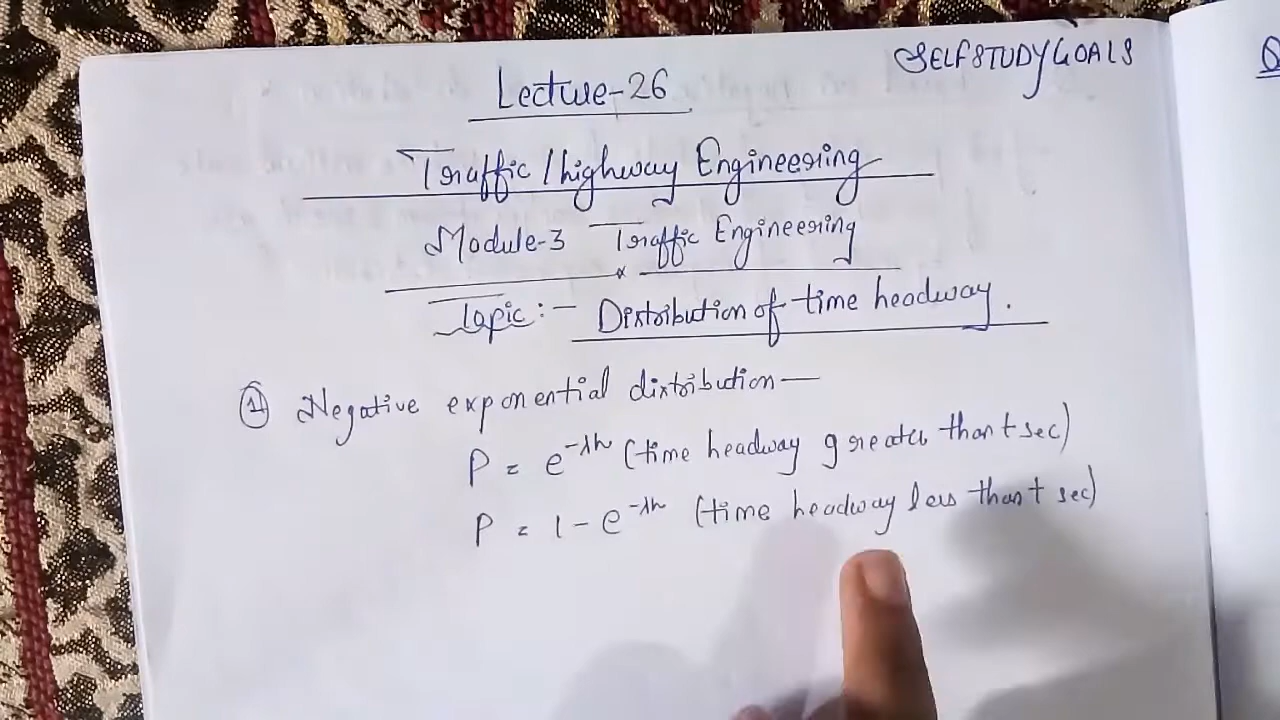 SELFSTUDYGOALS
Lecture-26
Traffic / highway Engineering
Module-3 Traffic Engineering
Topic :- Distribution of time headway.
① Negative exponential distribution —
P = e^-λh (time headway greater than t sec)
P = 1 - e^-λh (time headway less than t sec)
Q